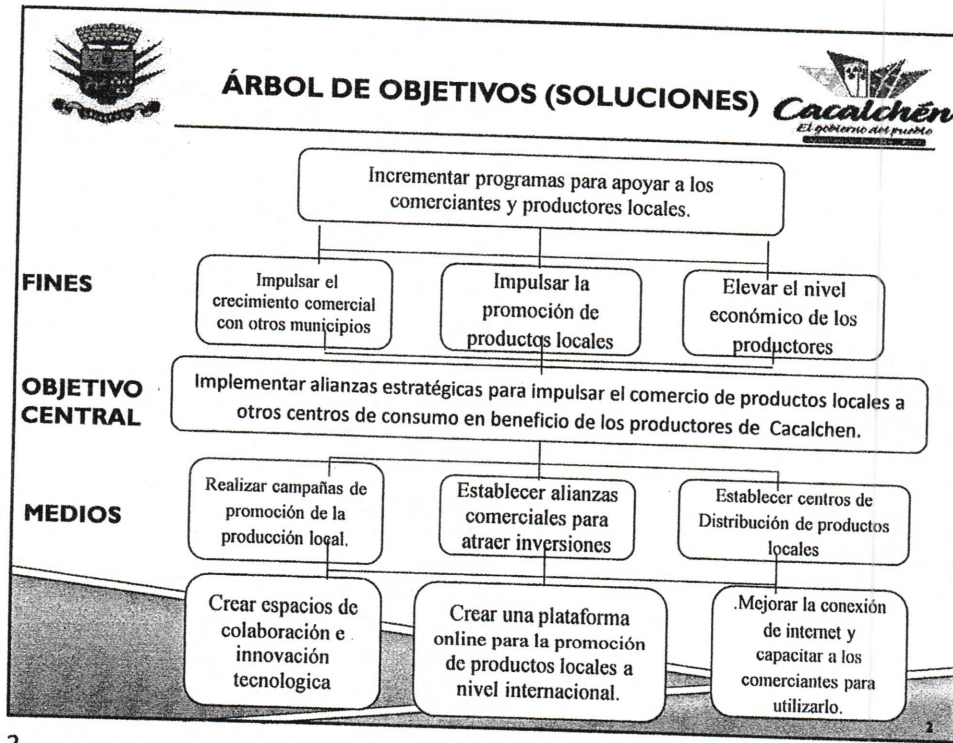 ÁRBOL DE OBJETIVOS (SOLUCIONES)
Cacalchén
El gobierno del pueblo
Incrementar programas para apoyar a los
comerciantes y productores locales.
FINES
Impulsar el
crecimiento comercial
con otros municipios
Impulsar la
promoción de
productos locales
Elevar el nivel
económico de los
productores
OBJETIVO
CENTRAL
Implementar alianzas estratégicas para impulsar el comercio de productos locales a
otros centros de consumo en beneficio de los productores de Cacalchen.
MEDIOS
Realizar campañas de
promoción de la
producción local.
Establecer alianzas
comerciales para
atraer inversiones
Establecer centros de
Distribución de productos
locales
Crear espacios de
colaboración e
innovación
tecnologica
Crear una plataforma
online para la promoción
de productos locales a
nivel internacional.
.Mejorar la conexión
de internet y
capacitar a los
comerciantes para
utilizarlo.
2
2